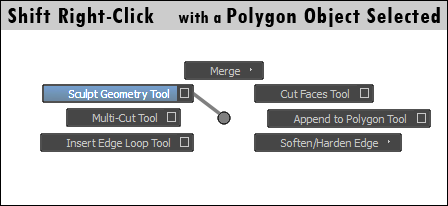 Shift Right-Click with a Polygon Object Selected
Merge
Sculpt Geometry Tool
Cut Faces Tool
Multi-Cut Tool
Append to Polygon Tool
Insert Edge Loop Tool
Soften/Harden Edge